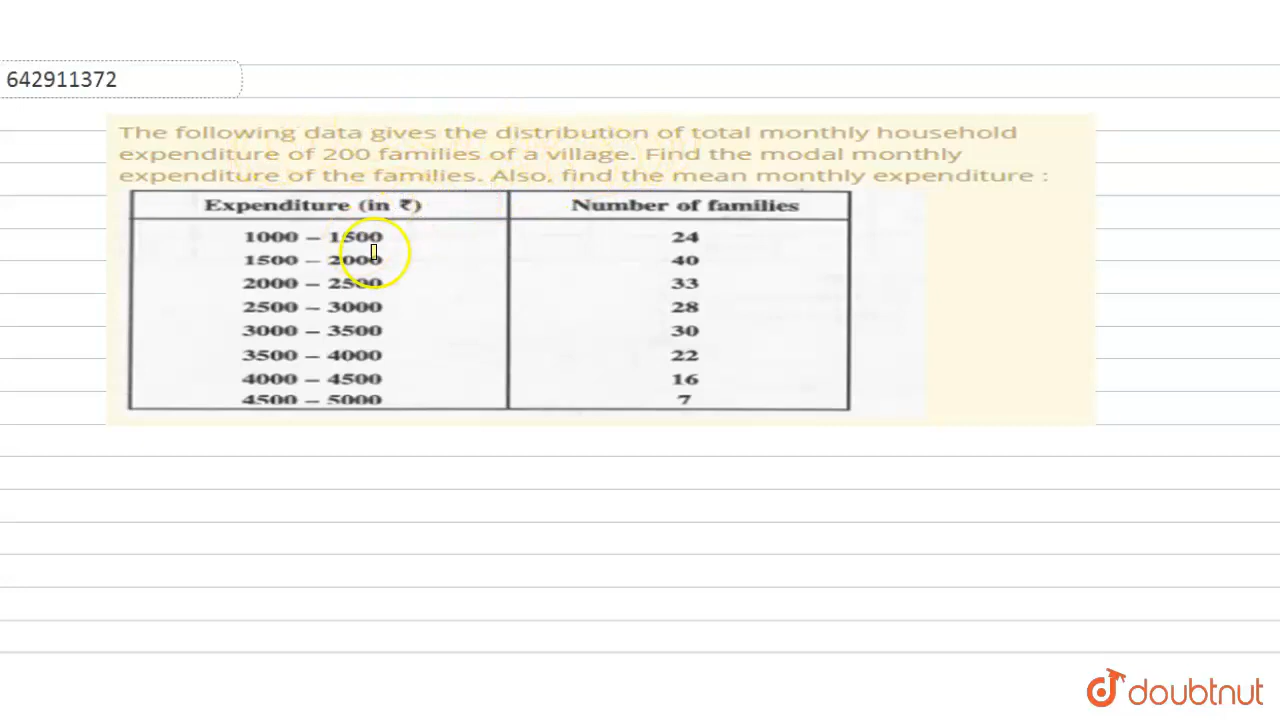 642911372
The following data gives the distribution of total monthly household
expenditure of 200 families of a village. Find the modal monthly
expenditure of the families. Also, find the mean monthly expenditure :
Expenditure (in ₹) Number of families
1000 – 1500 24
1500 – 2000 40
2000 – 2500 33
2500 – 3000 28
3000 – 3500 30
3500 – 4000 22
4000 – 4500 16
4500 – 5000 7
doubtnut